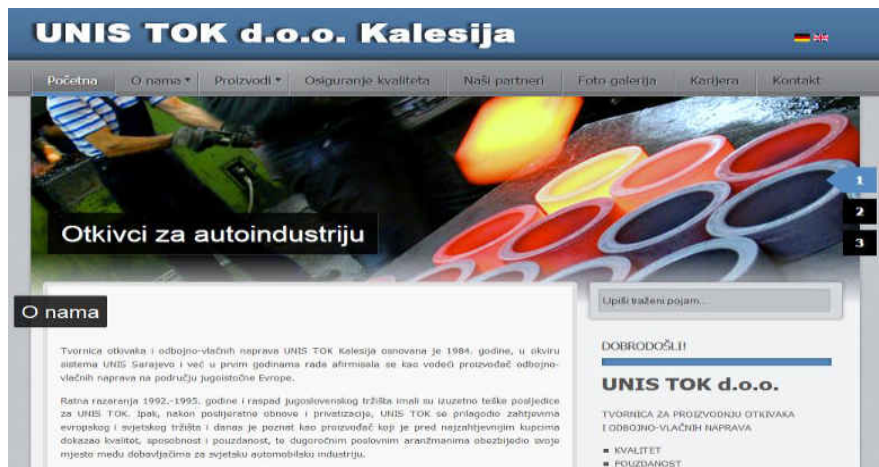 UNIS TOK d.o.o. Kalesija
Početna O nama Proizvodi Osiguranje kvaliteta Naši partneri Foto galerija Karijera Kontakt
1
2
3
Otkivci za autoindustriju
O nama
Tvornica otkivaka i odbojno-vlačnih naprava UNIS TOK Kalesija osnovana je 1984. godine, u okviru
sistema UNIS Sarajevo i već u prvim godinama rada afirmisala se kao vodeći proizvođač odbojno-
vlačnih naprava na području jugoistočne Evrope.
Ratna razaranja 1992.-1995. godine i raspad jugoslovenskog tržišta imali su izuzetno teške posljedice
za UNIS TOK. Ipak, nakon poslijeratne obnove i privatizacije, UNIS TOK se prilagodio zahtjevima
evropskog i svjetskog tržišta i danas je poznat kao proizvođač koji je pred najzahtjevnijim kupcima
dokazao kvalitet, sposobnost i pouzdanost, te dugoročnim poslovnim aranžmanima obezbijedio svoje
mjesto među dobavljačima za svjetsku automobilsku industriju.
Upiši traženi pojam...
DOBRODOŠLI!
UNIS TOK d.o.o.
TVORNICA ZA PROIZVODNJU OTKIVAKA
I ODBOJNO-VLAČNIH NAPRAVA
KVALITET
POUZDANOST